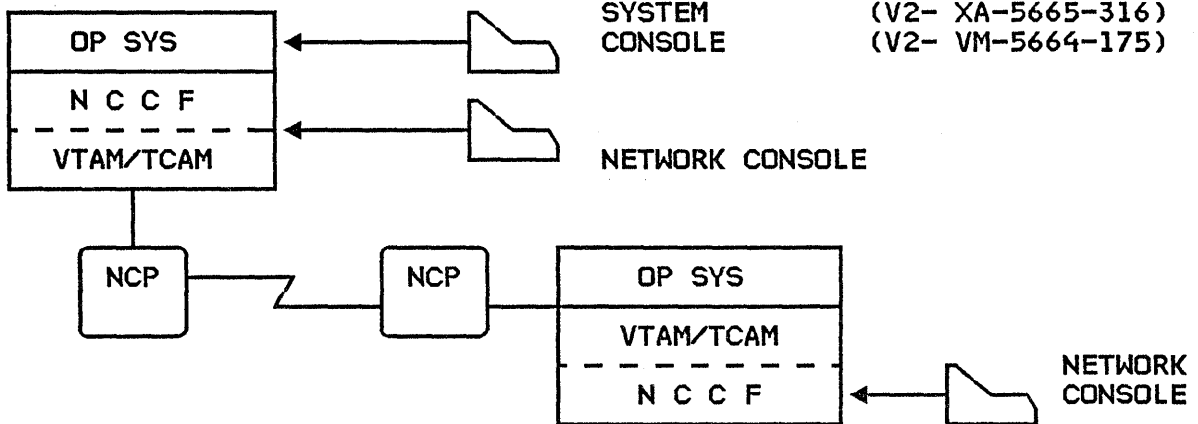 SYSTEM (V2- XA-5665-316)
OP SYS
CONSOLE (V2- VM-5664-175)
N C C F
VTAM/TCAM
NETWORK CONSOLE
NCP
NCP
OP SYS
VTAM/TCAM
N C C F
NETWORK
CONSOLE